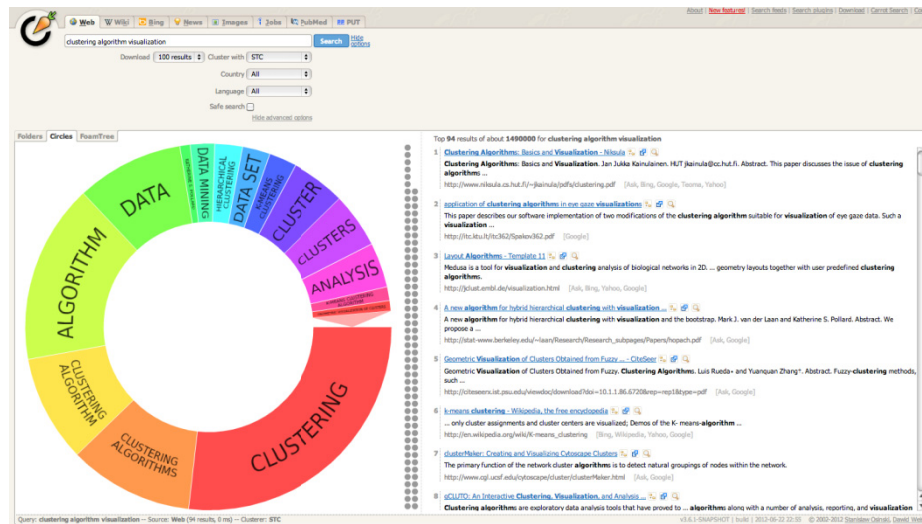 About | New features! | Search feeds | Search plugins | Download | Carrot Search |
Web Wiki Bing News Images Jobs PubMed PUT
clustering algorithm visualization Search Hide options
Download 100 results Cluster with STC
Country All
Language All
Safe search
Hide advanced options
Folders Circles FoamTree
CLUSTERING
CLUSTERING ALGORITHMS
CLUSTERING ALGORITHM
ALGORITHM
DATA
DATA MINING
HIERARCHICAL CLUSTERING
DATA SET
K-MEANS CLUSTERING
CLUSTER
CLUSTERS
ANALYSIS
Top 94 results of about 1490000 for clustering algorithm visualization
1 Clustering Algorithms: Basics and Visualization - Niksula
Clustering Algorithms: Basics and Visualization. Jan Jukka Kainulainen. HUT jkainula@cc.hut.fi. Abstract. This paper discusses the issue of clustering
algorithms ...
http://www.niksula.cs.hut.fi/~jkainula/pdfs/clustering.pdf [Ask, Bing, Google, Teoma, Yahoo]
2 application of clustering algorithms in eye gaze visualizations
This paper describes our software implementation of two modifications of the clustering algorithm suitable for visualization of eye gaze data. Such a
visualization ...
http://itc.ktu.lt/itc362/Spakov362.pdf [Google]
3 Layout Algorithms - Template 11
Medusa is a tool for visualization and clustering analysis of biological networks in 2D. ... geometry layouts together with user predefined clustering
algorithms.
http://jclust.embl.de/visualization.html [Ask, Bing, Yahoo, Google]
4 A new algorithm for hybrid hierarchical clustering with visualization ...
A new algorithm for hybrid hierarchical clustering with visualization and the bootstrap. Mark J. van der Laan and Katherine S. Pollard. Abstract. We
propose a ...
http://stat-www.berkeley.edu/~laan/Research/Research_subpages/Papers/hopach.pdf [Ask, Google]
5 Geometric Visualization of Clusters Obtained from Fuzzy ... - CiteSeer
Geometric Visualization of Clusters Obtained from Fuzzy. Clustering Algorithms. Luis Rueda∗ and Yuanquan Zhang†. Abstract. Fuzzy-clustering methods,
such ...
http://citeseerx.ist.psu.edu/viewdoc/download?doi=10.1.1.86.6720&rep=rep1&type=pdf [Ask, Google]
6 k-means clustering - Wikipedia, the free encyclopedia
... only cluster assignments and cluster centers are visualized; Demos of the K- means-algorithm ...
http://en.wikipedia.org/wiki/K-means_clustering [Bing, Wikipedia, Yahoo, Google]
7 clusterMaker: Creating and Visualizing Cytoscape Clusters
The primary function of the network cluster algorithms is to detect natural groupings of nodes within the network.
http://www.cgl.ucsf.edu/cytoscape/cluster/clusterMaker.html [Ask, Google]
8 gCLUTO: An Interactive Clustering, Visualization, and Analysis ...
Clustering algorithms are exploratory data analysis tools that have proved to ... algorithms along with a number of analysis, reporting, and visualization
Query: clustering algorithm visualization -- Source: Web (94 results, 0 ms) -- Clusterer: STC
v3.6.1-SNAPSHOT | build | 2012-06-22 22:55 © 2002-2012 Stanislaw Osinski, Dawid